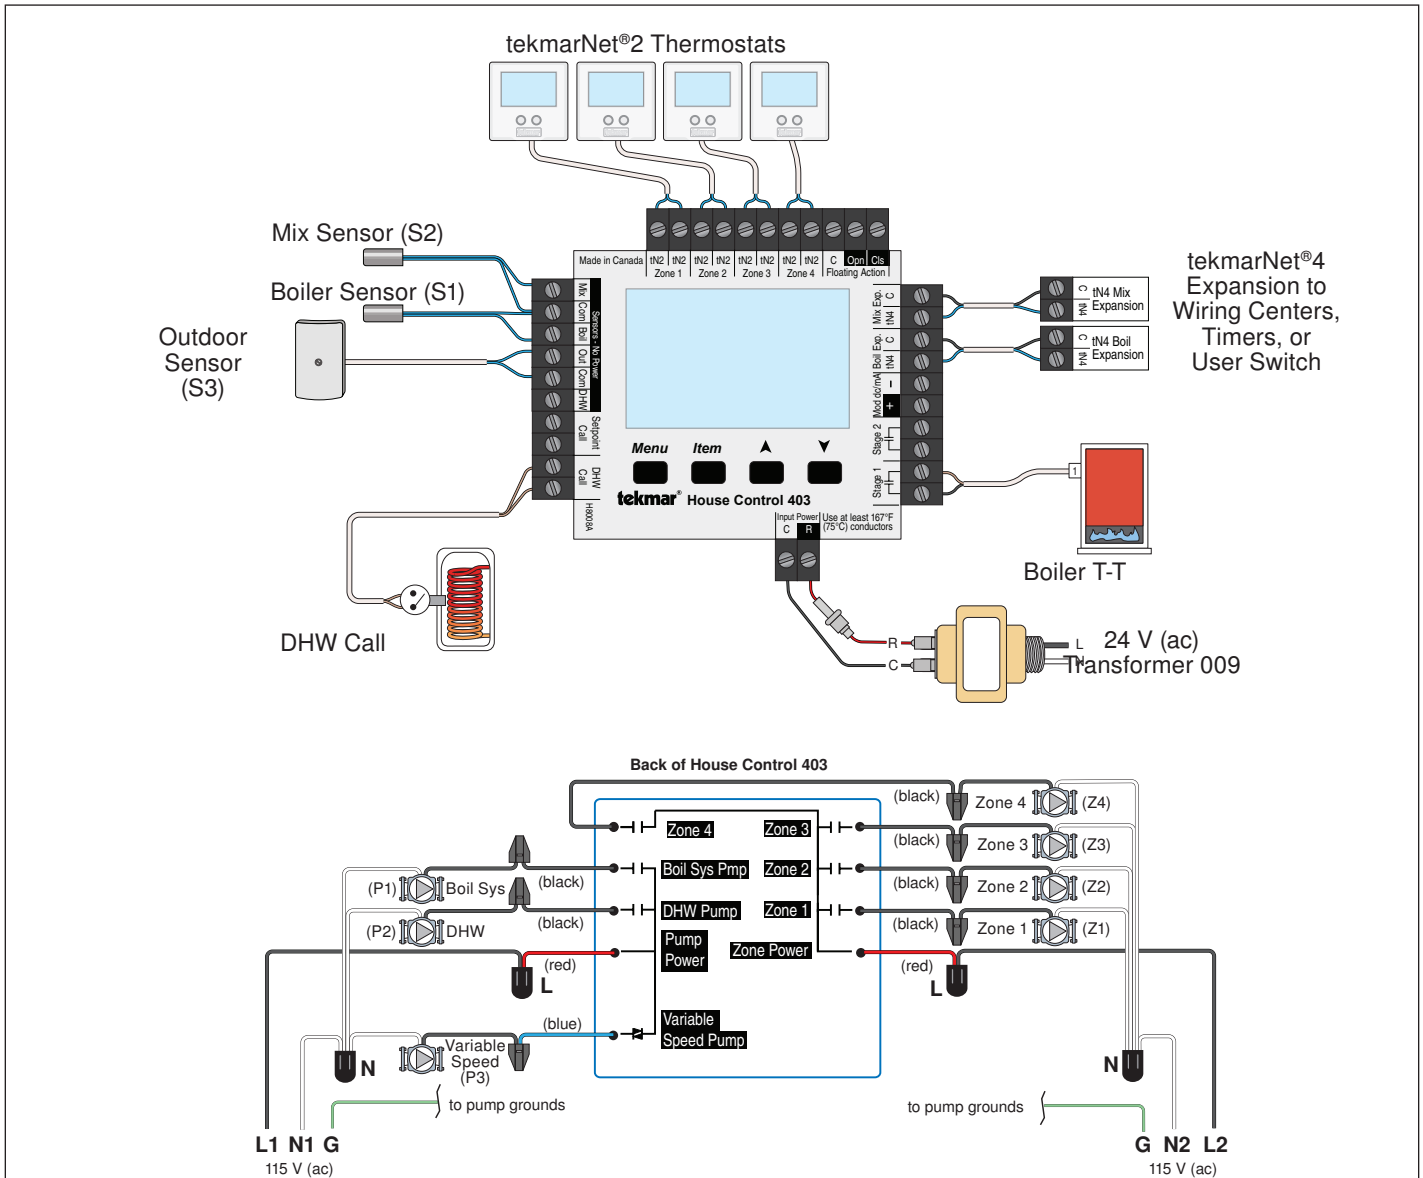 tekmarNet®2 Thermostats
Mix Sensor (S2)
Boiler Sensor (S1)
Outdoor
Sensor
(S3)
Made in Canada
tN2 tN2 tN2 tN2 tN2 tN2 tN2 tN2 C Opn Cls
Zone 1 Zone 2 Zone 3 Zone 4 Floating Action
Mix
Com
Boil
Out
Com
DHW
Sensors - No Power
Setpoint
Call
DHW
Call
H8008A
Menu Item
tekmar® House Control 403
Mix Exp.
C
tN4
Boil Exp.
C
tN4
Mod dc/mA
–
+
Stage 2
Stage 1
Input Power
C R
Use at least 167°F
(75°C) conductors
C
tN4
tN4 Mix
Expansion
C
tN4
tN4 Boil
Expansion
tekmarNet®4
Expansion to
Wiring Centers,
Timers, or
User Switch
1
Boiler T-T
DHW Call
R
C
L
N
24 V (ac)
Transformer 009
Back of House Control 403
Zone 4
Boil Sys Pmp
DHW Pump
Pump
Power
Variable
Speed Pump
Zone 3
Zone 2
Zone 1
Zone Power
(P1) Boil Sys (black)
(P2) DHW (black)
(red)
L
(blue)
Variable
Speed
(P3)
N
to pump grounds
L1 N1 G
115 V (ac)
(black) Zone 4 (Z4)
(black) Zone 3 (Z3)
(black) Zone 2 (Z2)
(black) Zone 1 (Z1)
(red)
L
N
to pump grounds
G N2 L2
115 V (ac)